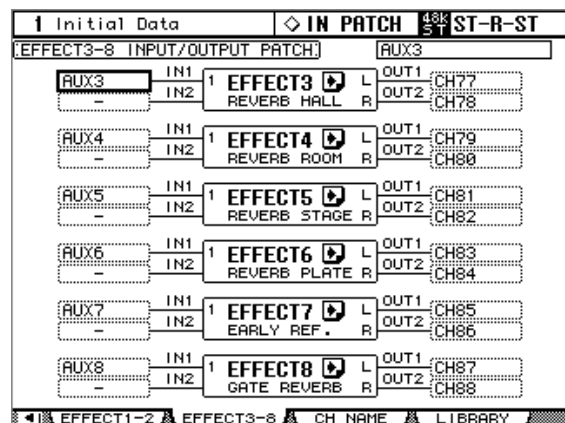 1 Initial Data ◇ IN PATCH 48K ST ST-R-ST
EFFECT3-8 INPUT/OUTPUT PATCH AUX3
AUX3 IN1 1 EFFECT3 L OUT1 CH77
- IN2 REVERB HALL R OUT2 CH78
AUX4 IN1 1 EFFECT4 L OUT1 CH79
- IN2 REVERB ROOM R OUT2 CH80
AUX5 IN1 1 EFFECT5 L OUT1 CH81
- IN2 REVERB STAGE R OUT2 CH82
AUX6 IN1 1 EFFECT6 L OUT1 CH83
- IN2 REVERB PLATE R OUT2 CH84
AUX7 IN1 1 EFFECT7 L OUT1 CH85
- IN2 EARLY REF. R OUT2 CH86
AUX8 IN1 1 EFFECT8 L OUT1 CH87
- IN2 GATE REVERB R OUT2 CH88
EFFECT1-2 EFFECT3-8 CH NAME LIBRARY